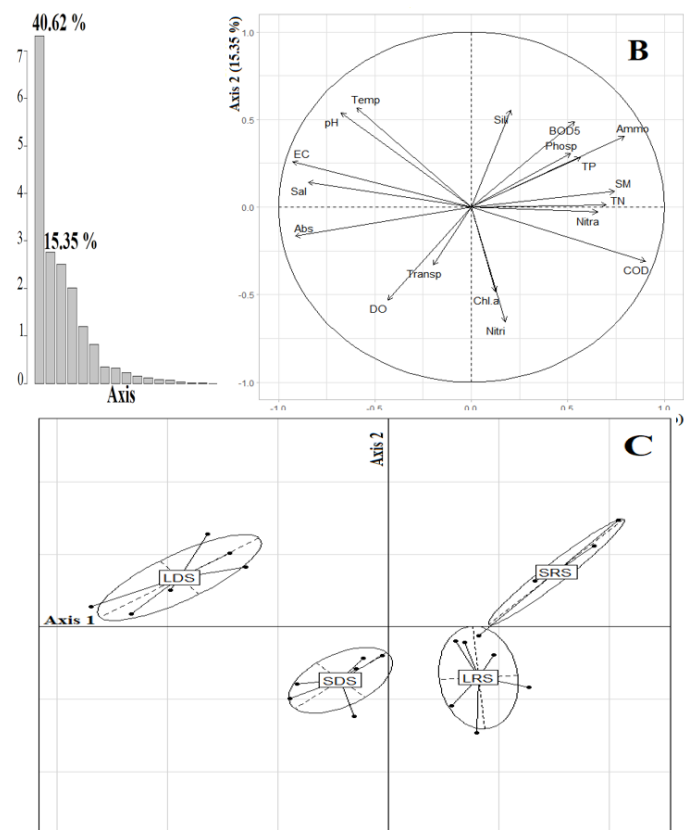 40.62 %
7
6
5
4
3
2
1
0
15.35 %
Axis
B
Axis 2 (15.35 %)
1.0
0.5
0.0
-0.5
-1.0
Temp
pH
EC
Sal
Abs
Transp
DO
Sili
BOD5
Phosp
Ammo
TP
SM
TN
Nitra
COD
Chl.a
Nitri
-1.0
-0.5
0.0
0.5
1.0
C
Axis 2
Axis 1
LDS
SDS
SRS
LRS